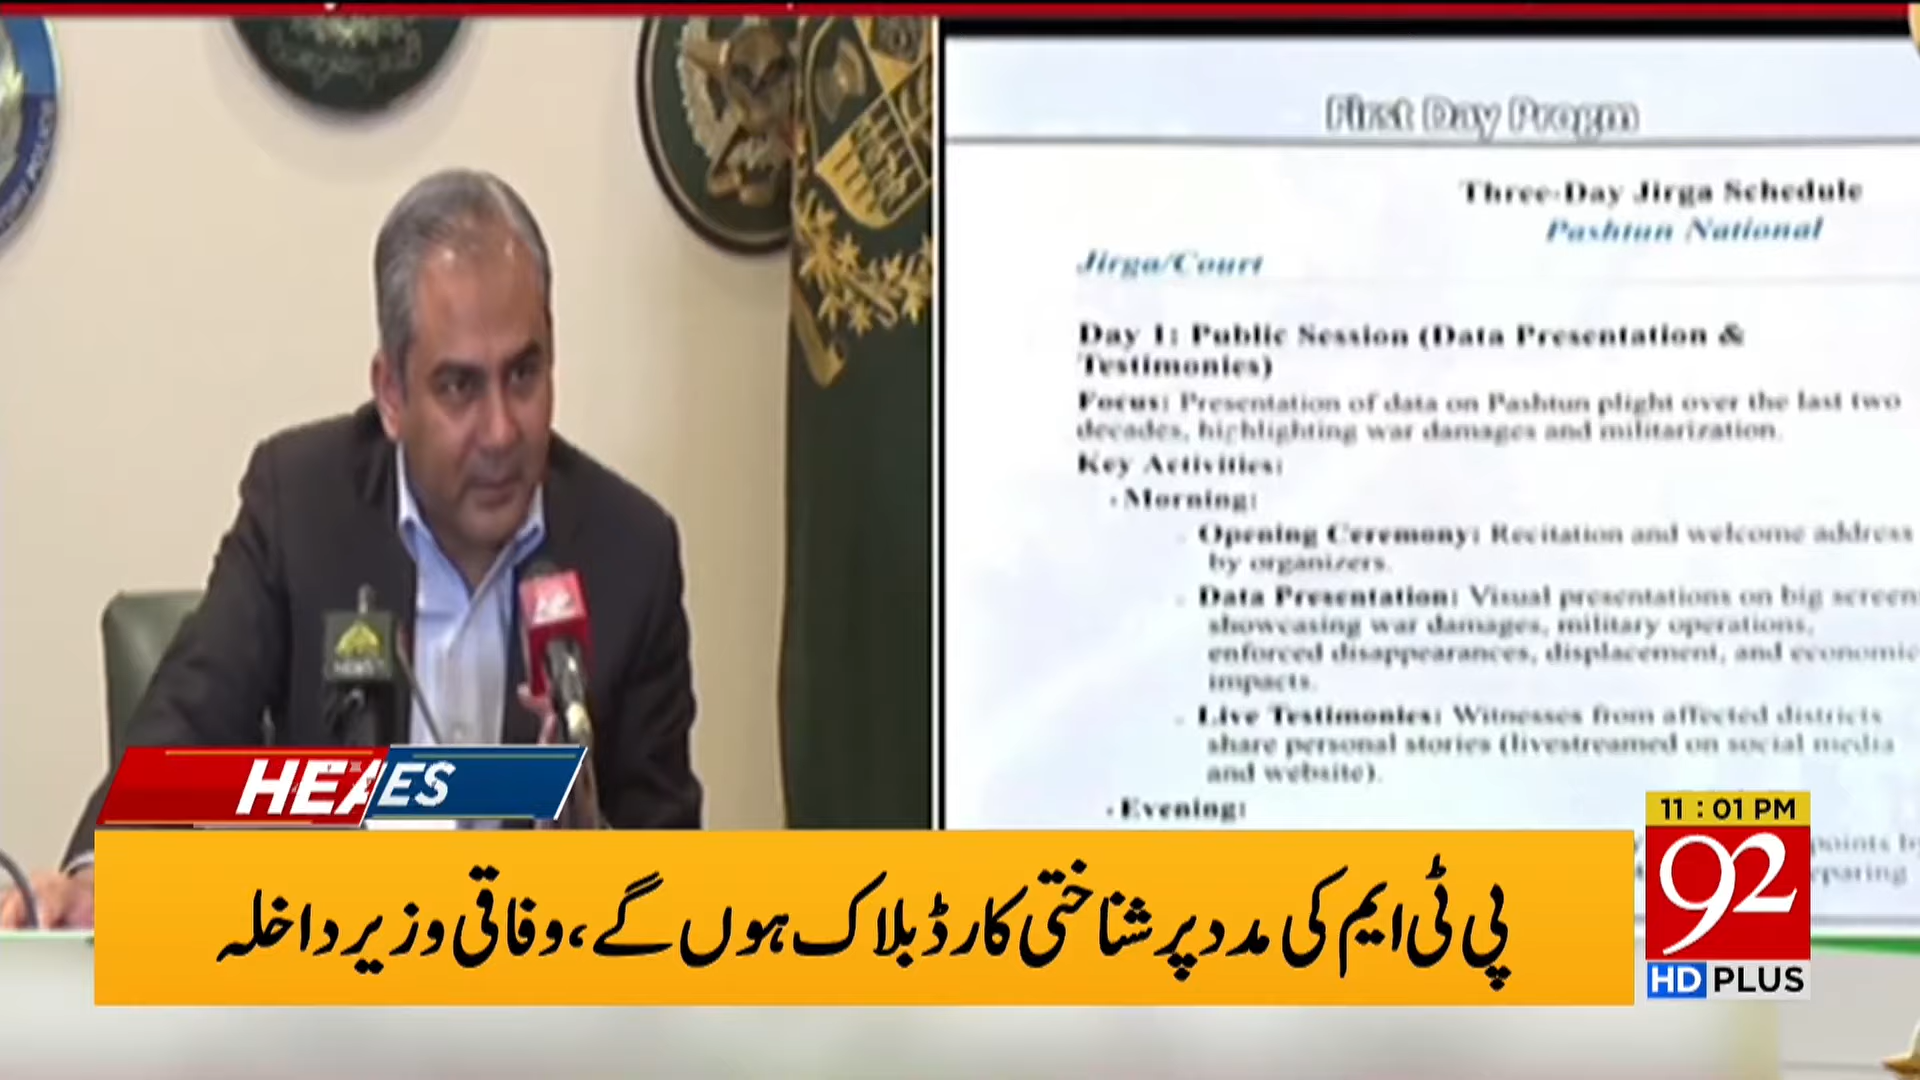 First Day Progm
Three-Day Jirga Schedule
Pashtun National
Jirga/Court
Day 1: Public Session (Data Presentation &
Testimonies)
Focus: Presentation of data on Pashtun plight over the last two
decades, highlighting war damages and militarization.
Key Activities:
- Morning:
- Opening Ceremony: Recitation and welcome address
by organizers.
- Data Presentation: Visual presentations on big screen
showcasing war damages, military operations,
enforced disappearances, displacement, and economic
impacts.
- Live Testimonies: Witnesses from affected districts
share personal stories (livestreamed on social media
and website).
- Evening:
points by
eparing
HEA
ES
پی ٹی ایم کی مدد پر شناختی کارڈ بلاک ہوں گے، وفاقی وزیر داخلہ
11 : 01 PM
92
HD PLUS